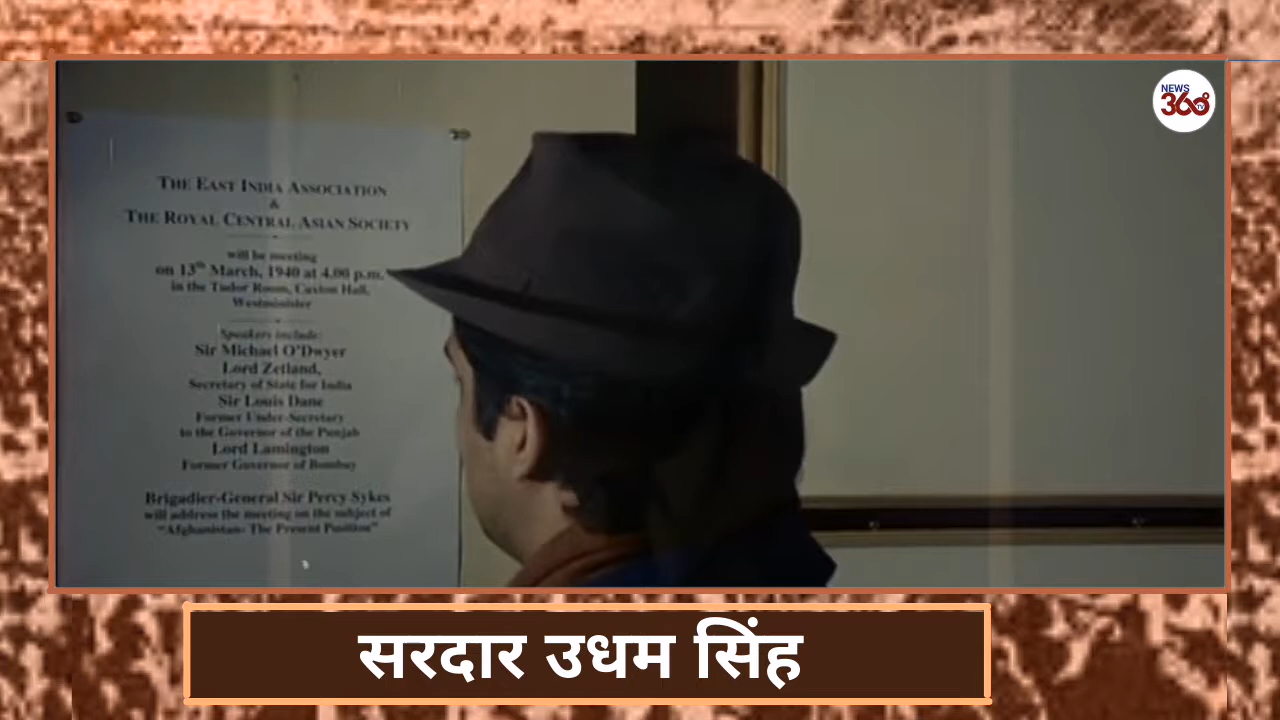 NEWS
360
TV
THE EAST INDIA ASSOCIATION
&
THE ROYAL CENTRAL ASIAN SOCIETY
will be meeting
on 13th March, 1940 at 4.00 p.m.
in the Tudor Room, Caxton Hall,
Westminister
Speakers include:
Sir Michael O'Dwyer
Lord Zetland,
Secretary of State for India
Sir Louis Dane
Former Under-Secretary
to the Governor of the Punjab
Lord Lamington
Former Governor of Bombay
Brigadier-General Sir Percy Sykes
will address the meeting on the subject of
"Afghanistan: The Present Position"
सरदार उधम सिंह